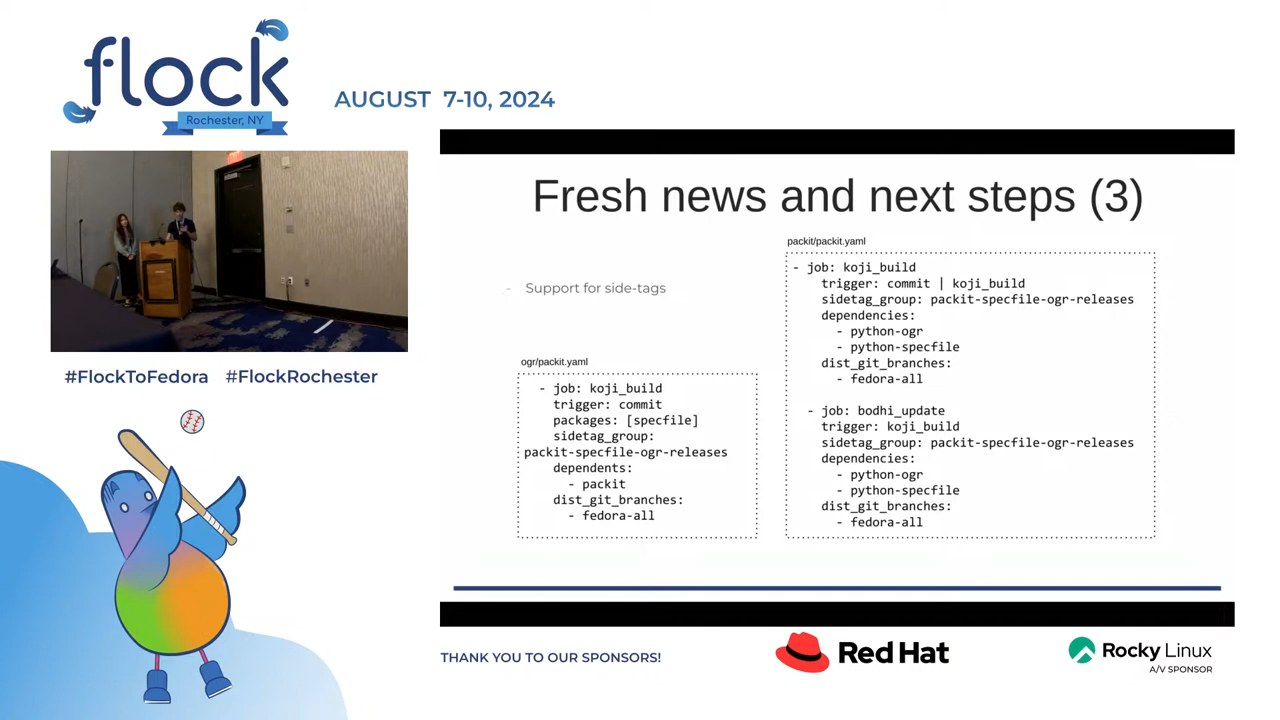 flock
Rochester, NY
AUGUST 7-10, 2024
#FlockToFedora #FlockRochester
Fresh news and next steps (3)
- Support for side-tags
ogr/packit.yaml
- job: koji_build
trigger: commit
packages: [specfile]
sidetag_group:
packit-specfile-ogr-releases
dependents:
- packit
dist_git_branches:
- fedora-all
packit/packit.yaml
- job: koji_build
trigger: commit | koji_build
sidetag_group: packit-specfile-ogr-releases
dependencies:
- python-ogr
- python-specfile
dist_git_branches:
- fedora-all
- job: bodhi_update
trigger: koji_build
sidetag_group: packit-specfile-ogr-releases
dependencies:
- python-ogr
- python-specfile
dist_git_branches:
- fedora-all
THANK YOU TO OUR SPONSORS!
Red Hat
Rocky Linux
A/V SPONSOR